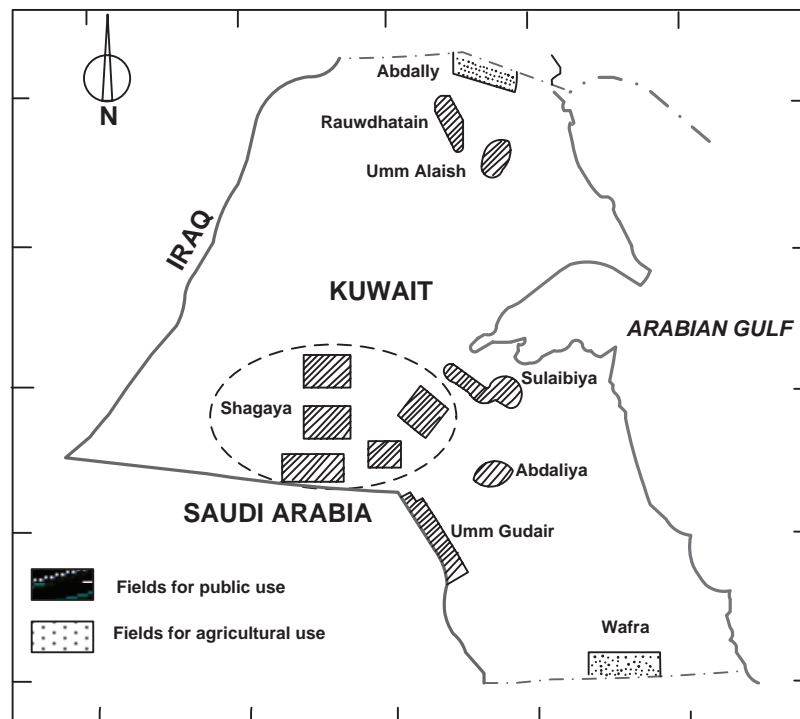 Abdally
N
Rauwdhatain
Umm Alaish
IRAQ
KUWAIT
ARABIAN GULF
Sulaibiya
Shagaya
Abdaliya
SAUDI ARABIA
Umm Gudair
Fields for public use
Fields for agricultural use
Wafra